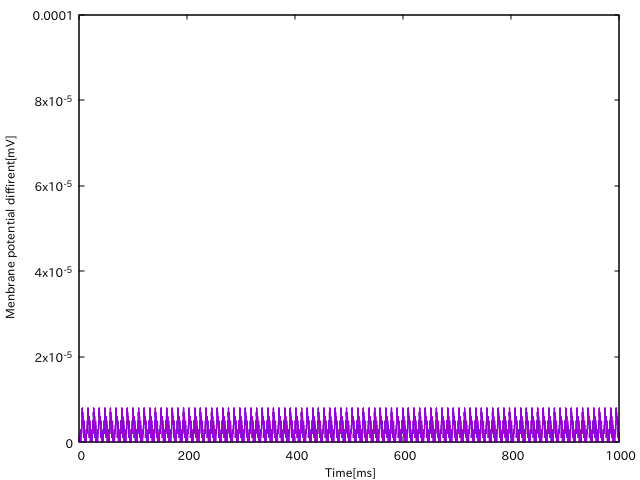 0.0001
8x10-5
6x10-5
4x10-5
2x10-5
0
Menbrane potential diffirent[mV]
0 200 400 600 800 1000
Time[ms]